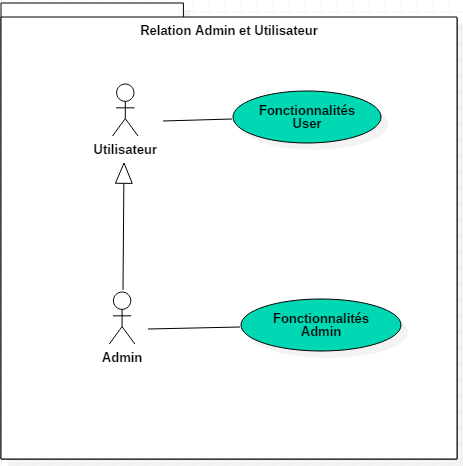 Relation Admin et Utilisateur
Fonctionnalités
User
Utilisateur
Fonctionnalités
Admin
Admin